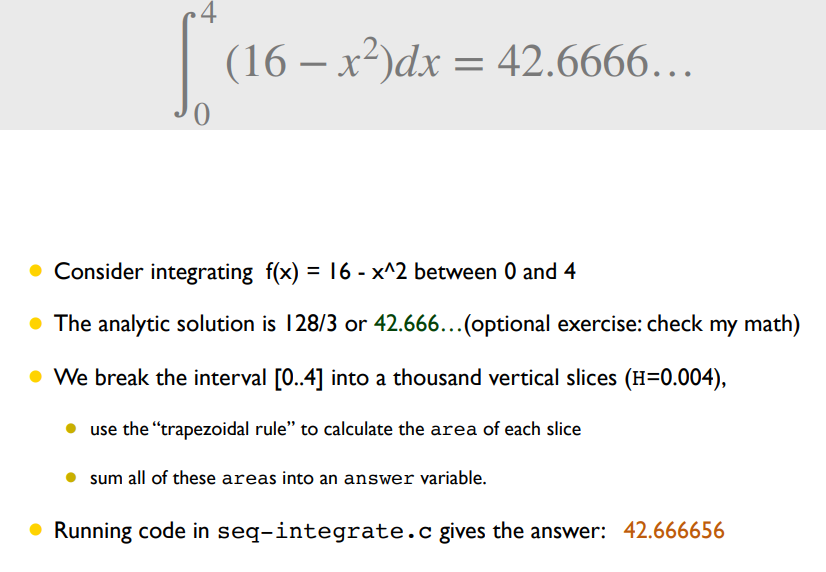 ∫₀⁴ (16 – x²)dx = 42.6666…
Consider integrating f(x) = 16 - x^2 between 0 and 4
The analytic solution is 128/3 or 42.666…(optional exercise: check my math)
We break the interval [0..4] into a thousand vertical slices (H=0.004),
use the “trapezoidal rule” to calculate the area of each slice
sum all of these areas into an answer variable.
Running code in seq-integrate.c gives the answer: 42.666656